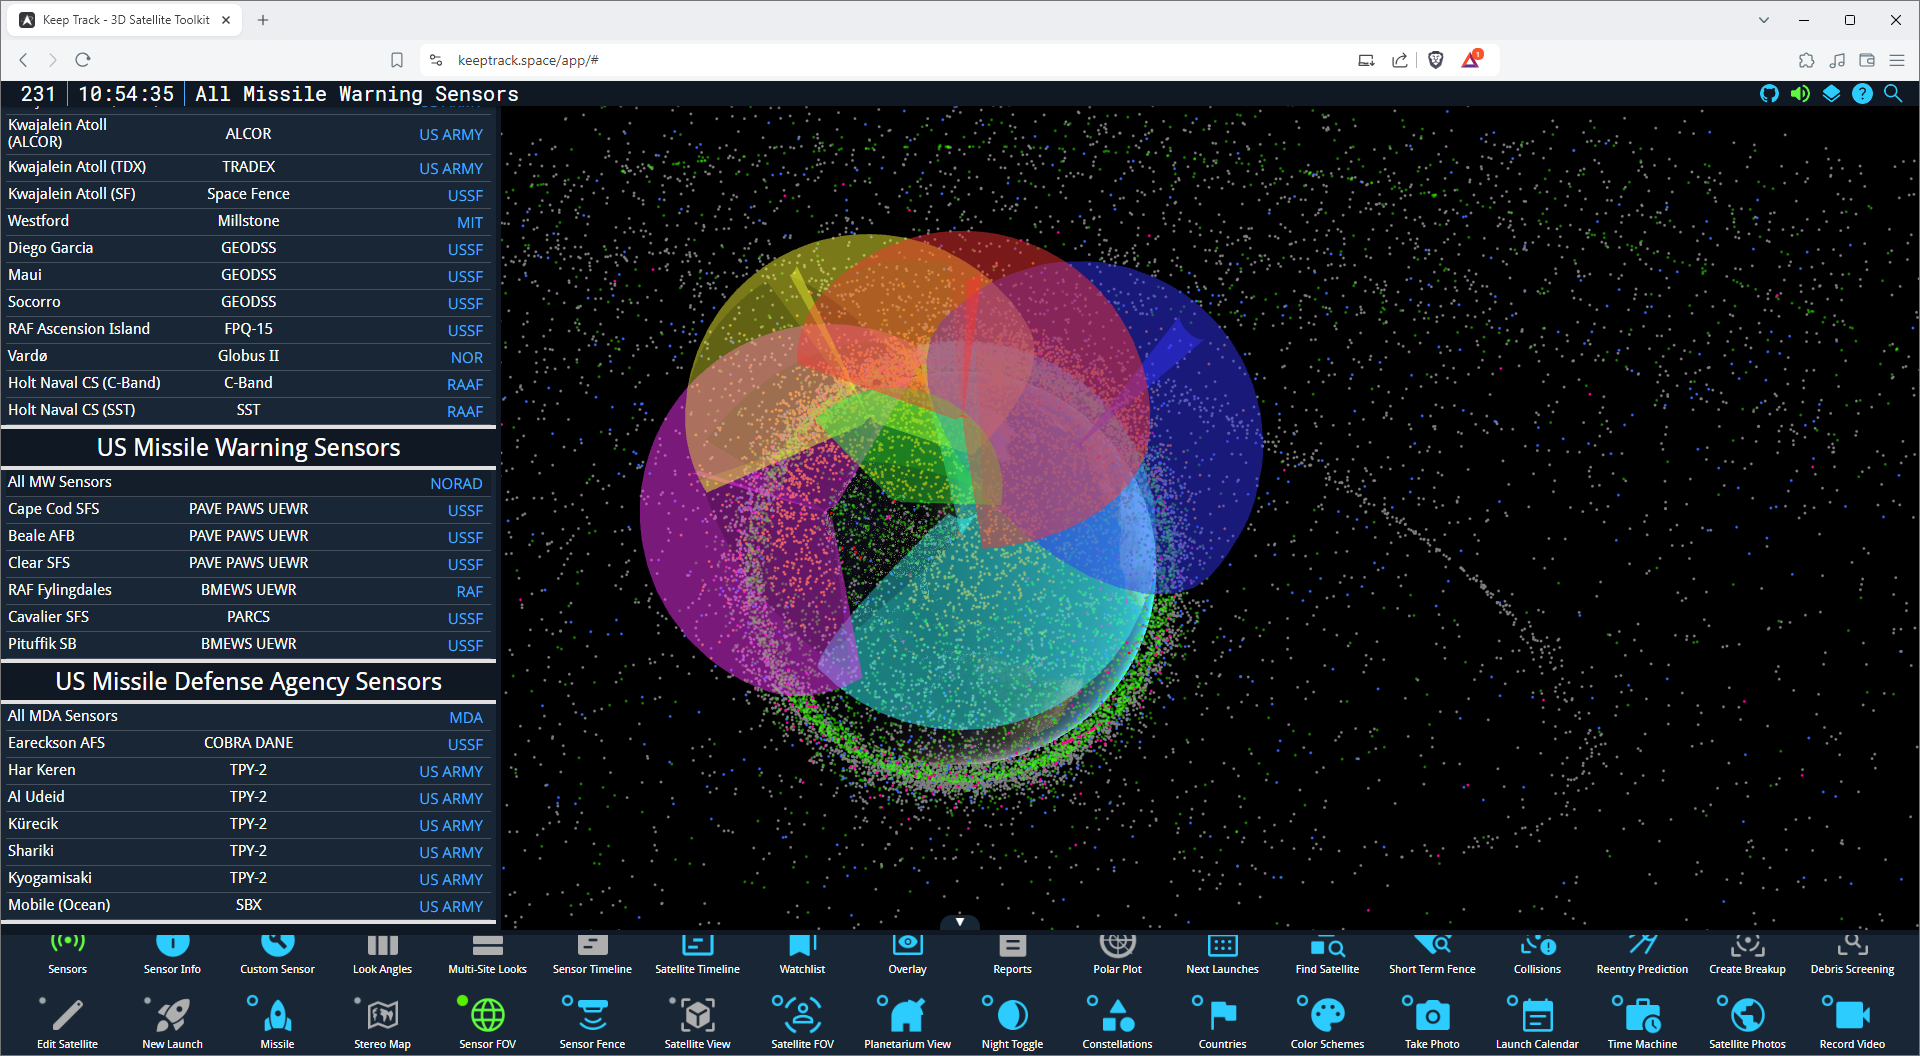 Keep Track - 3D Satellite Toolkit
keeptrack.space/app/#
1
231 10:54:35 All Missile Warning Sensors
Kwajalein Atoll (ALCOR) ALCOR US ARMY
Kwajalein Atoll (TDX) TRADEX US ARMY
Kwajalein Atoll (SF) Space Fence USSF
Westford Millstone MIT
Diego Garcia GEODSS USSF
Maui GEODSS USSF
Socorro GEODSS USSF
RAF Ascension Island FPQ-15 USSF
Vardø Globus II NOR
Holt Naval CS (C-Band) C-Band RAAF
Holt Naval CS (SST) SST RAAF
US Missile Warning Sensors
All MW Sensors NORAD
Cape Cod SFS PAVE PAWS UEWR USSF
Beale AFB PAVE PAWS UEWR USSF
Clear SFS PAVE PAWS UEWR USSF
RAF Fylingdales BMEWS UEWR RAF
Cavalier SFS PARCS USSF
Pituffik SB BMEWS UEWR USSF
US Missile Defense Agency Sensors
All MDA Sensors MDA
Eareckson AFS COBRA DANE USSF
Har Keren TPY-2 US ARMY
Al Udeid TPY-2 US ARMY
Kürecik TPY-2 US ARMY
Shariki TPY-2 US ARMY
Kyogamisaki TPY-2 US ARMY
Mobile (Ocean) SBX US ARMY
Sensors Sensor Info Custom Sensor Look Angles Multi-Site Looks Sensor Timeline Satellite Timeline Watchlist Overlay Reports Polar Plot Next Launches Find Satellite Short Term Fence Collisions Reentry Prediction Create Breakup Debris Screening
Edit Satellite New Launch Missile Stereo Map Sensor FOV Sensor Fence Satellite View Satellite FOV Planetarium View Night Toggle Constellations Countries Color Schemes Take Photo Launch Calendar Time Machine Satellite Photos Record Video